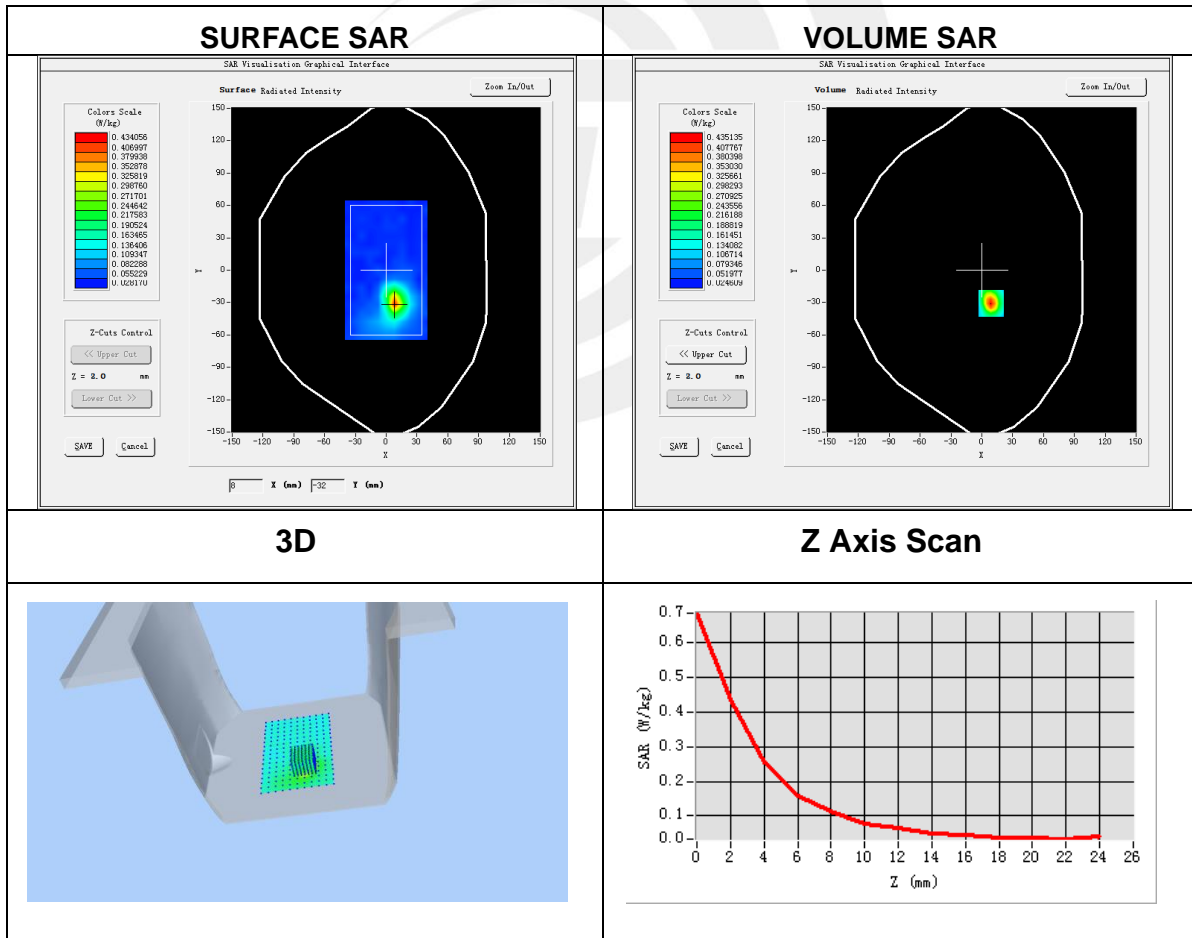 SURFACE SAR
SAR Visualisation Graphical Interface
Surface Radiated Intensity
Zoom In/Out
Colors Scale
(W/kg)
0.434056
0.406997
0.379938
0.352878
0.325819
0.298760
0.271701
0.244642
0.217583
0.190524
0.163465
0.136406
0.109347
0.082288
0.055229
0.028170
Z-Cuts Control
<< Upper Cut
Z = 2.0 mm
Lower Cut >>
SAVE
Cancel
150
120
90
60
30
0
-30
-60
-90
-120
-150
Y
-150 -120 -90 -60 -30 0 30 60 90 120 150
X
8 X (mm) -32 Y (mm)
VOLUME SAR
SAR Visualisation Graphical Interface
Volume Radiated Intensity
Zoom In/Out
Colors Scale
(W/kg)
0.435135
0.407767
0.380398
0.353030
0.325661
0.298293
0.270925
0.243556
0.216188
0.188819
0.161451
0.134082
0.106714
0.079346
0.051977
0.024609
Z-Cuts Control
<< Upper Cut
Z = 2.0 mm
Lower Cut >>
SAVE
Cancel
150
120
90
60
30
0
-30
-60
-90
-120
-150
Y
-150 -120 -90 -60 -30 0 30 60 90 120 150
X
3D
Z Axis Scan
0.7
0.6
0.5
0.4
0.3
0.2
0.1
0.0
SAR (W/kg)
0 2 4 6 8 10 12 14 16 18 20 22 24 26
Z (mm)